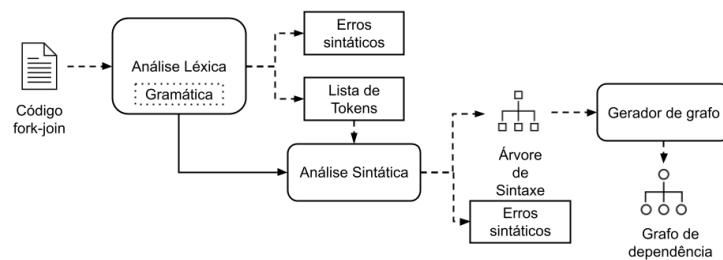 Código
fork-join
Análise Léxica
Gramática
Erros
sintáticos
Lista de
Tokens
Análise Sintática
Árvore
de
Sintaxe
Erros
sintáticos
Gerador de grafo
Grafo de
dependência